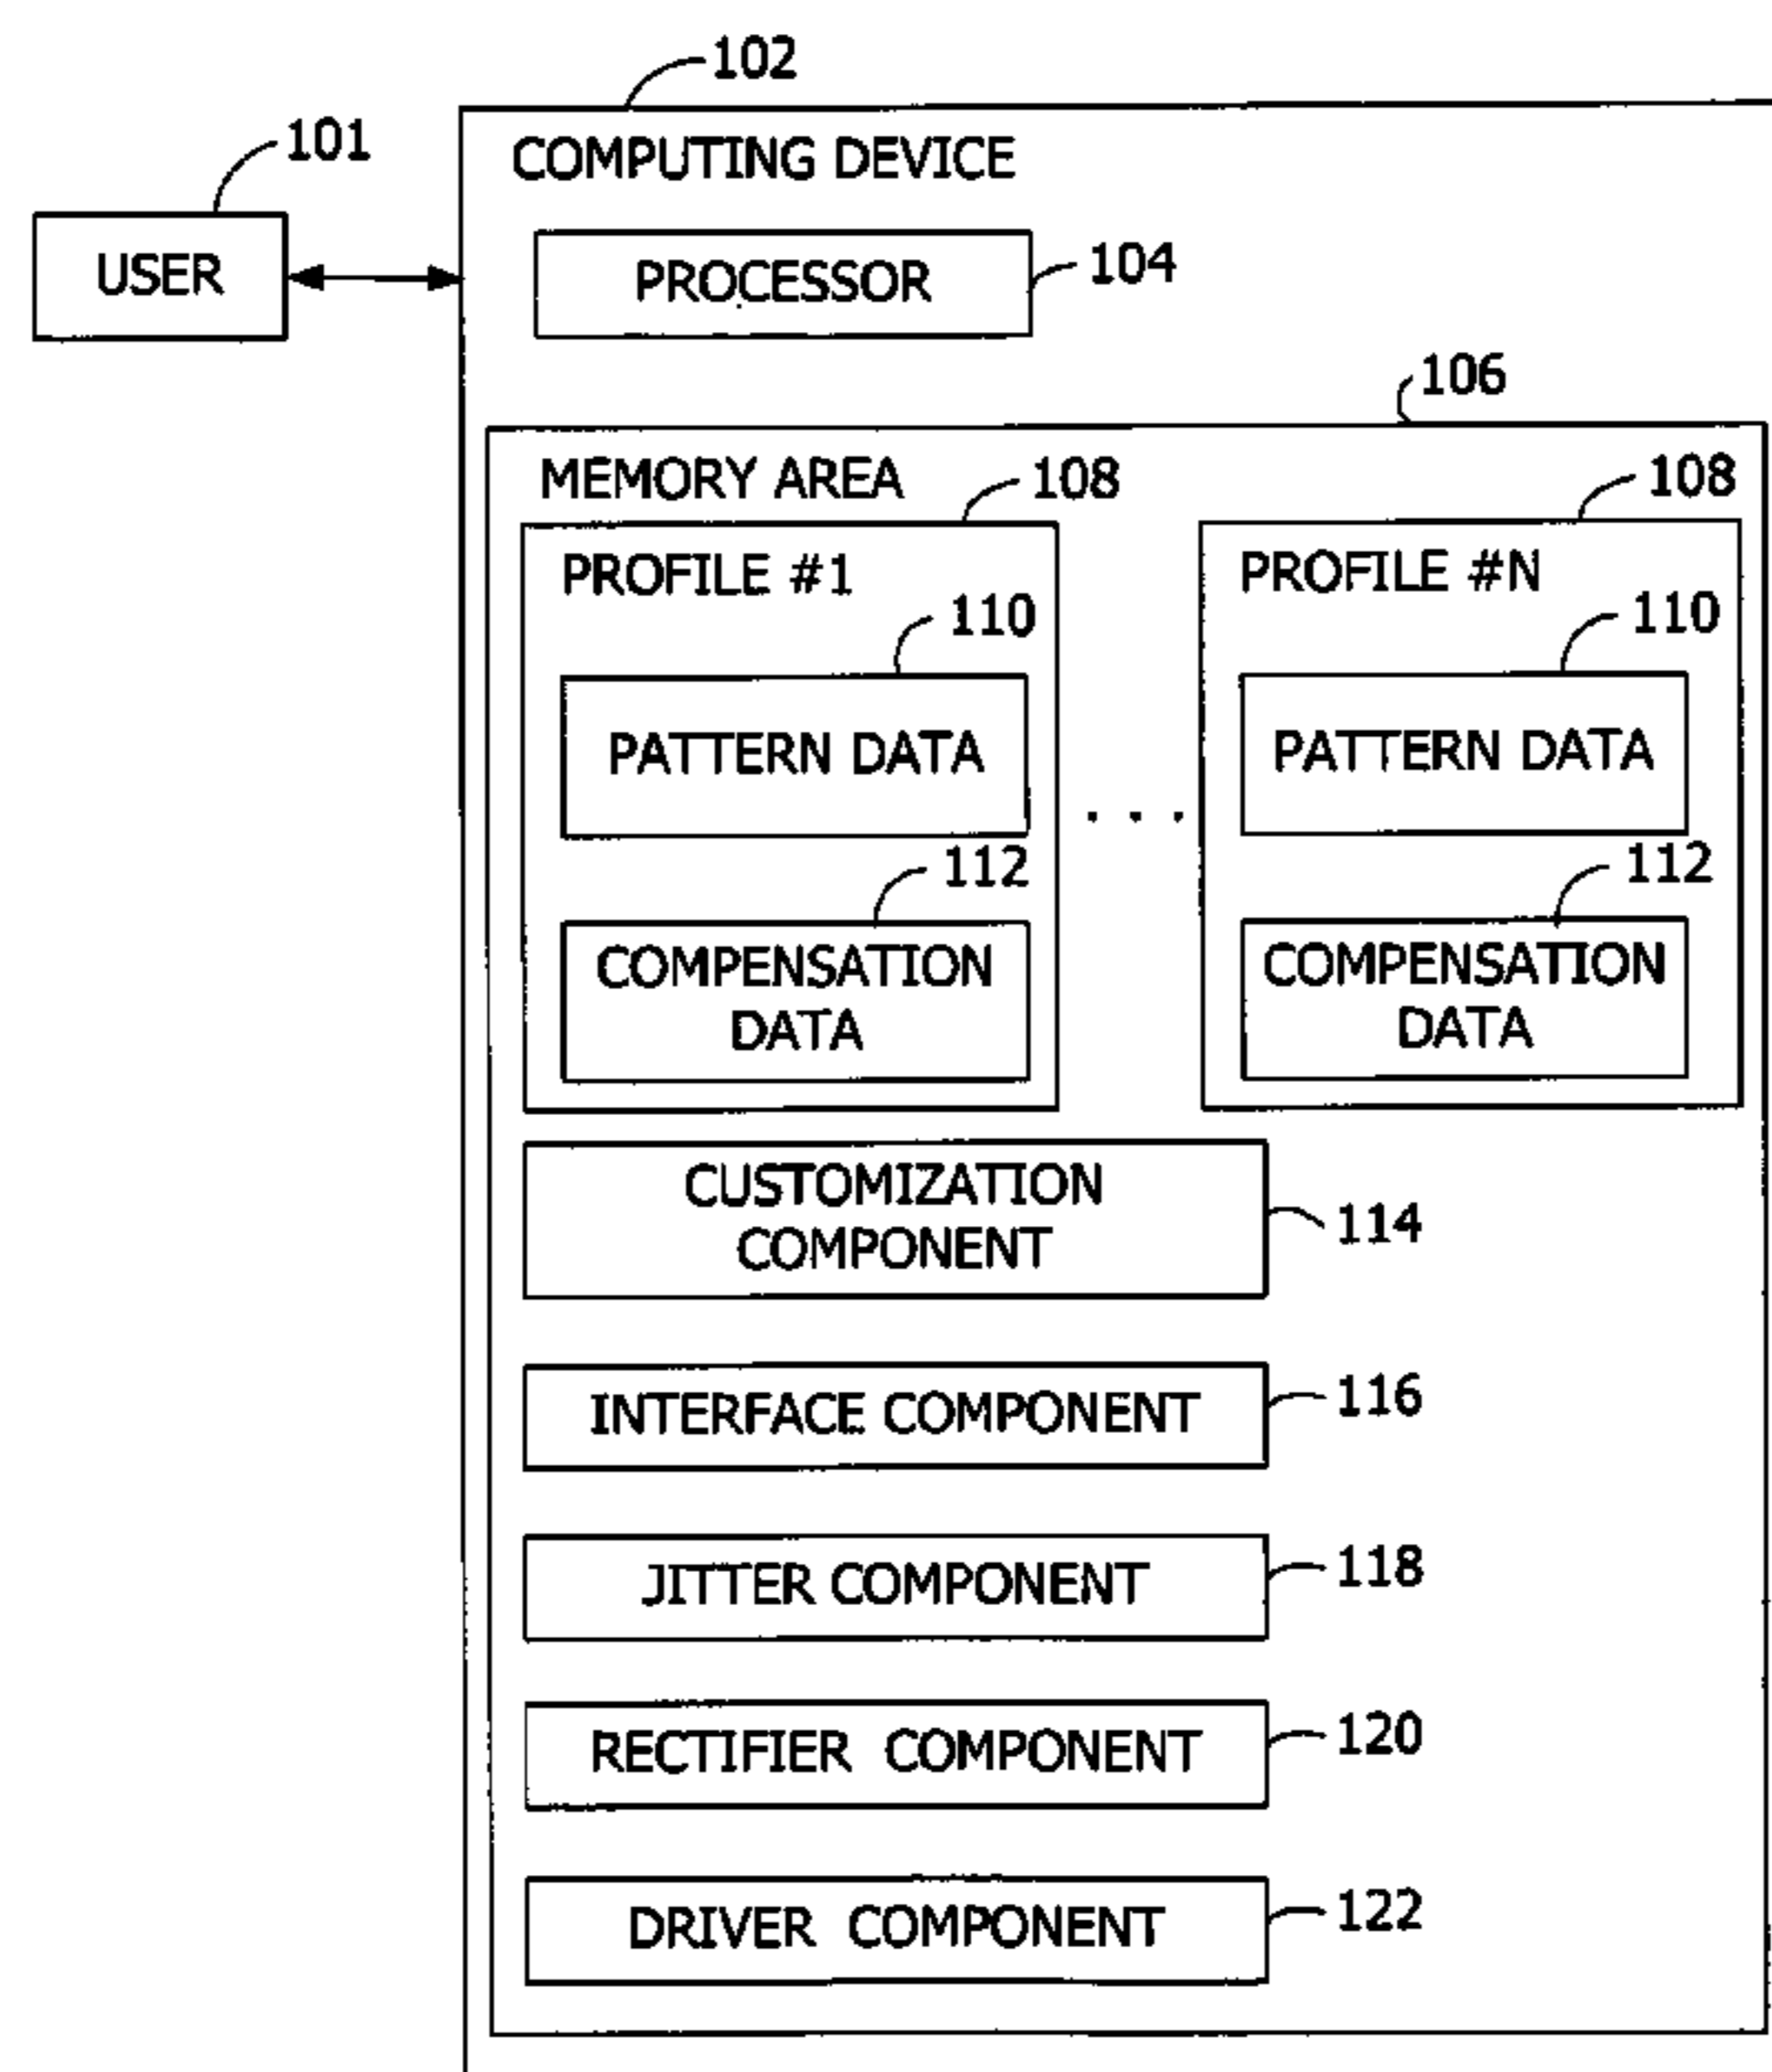 102
101
COMPUTING DEVICE
USER
PROCESSOR
104
106
MEMORY AREA
108
108
PROFILE #1
PROFILE #N
110
110
PATTERN DATA
PATTERN DATA
. . .
112
112
COMPENSATION
DATA
COMPENSATION
DATA
CUSTOMIZATION
COMPONENT
114
INTERFACE COMPONENT
116
JITTER COMPONENT
118
RECTIFIER COMPONENT
120
DRIVER COMPONENT
122